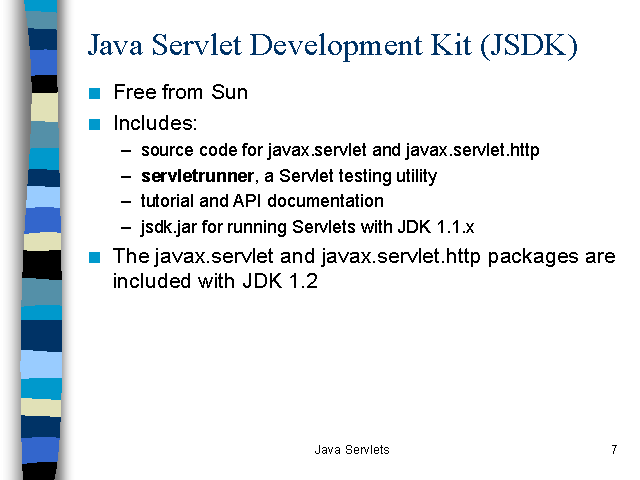 Java Servlet Development Kit (JSDK)
Free from Sun
Includes:
– source code for javax.servlet and javax.servlet.http
– servletrunner, a Servlet testing utility
– tutorial and API documentation
– jsdk.jar for running Servlets with JDK 1.1.x
The javax.servlet and javax.servlet.http packages are
included with JDK 1.2
Java Servlets
7